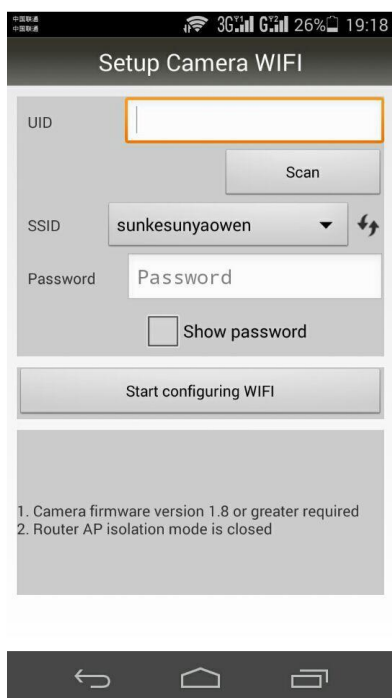 中国联通
中国联通
3G 26% 19:18
Setup Camera WIFI
UID
Scan
SSID sunkesunyaowen
Password Password
Show password
Start configuring WIFI
1. Camera firmware version 1.8 or greater required
2. Router AP isolation mode is closed